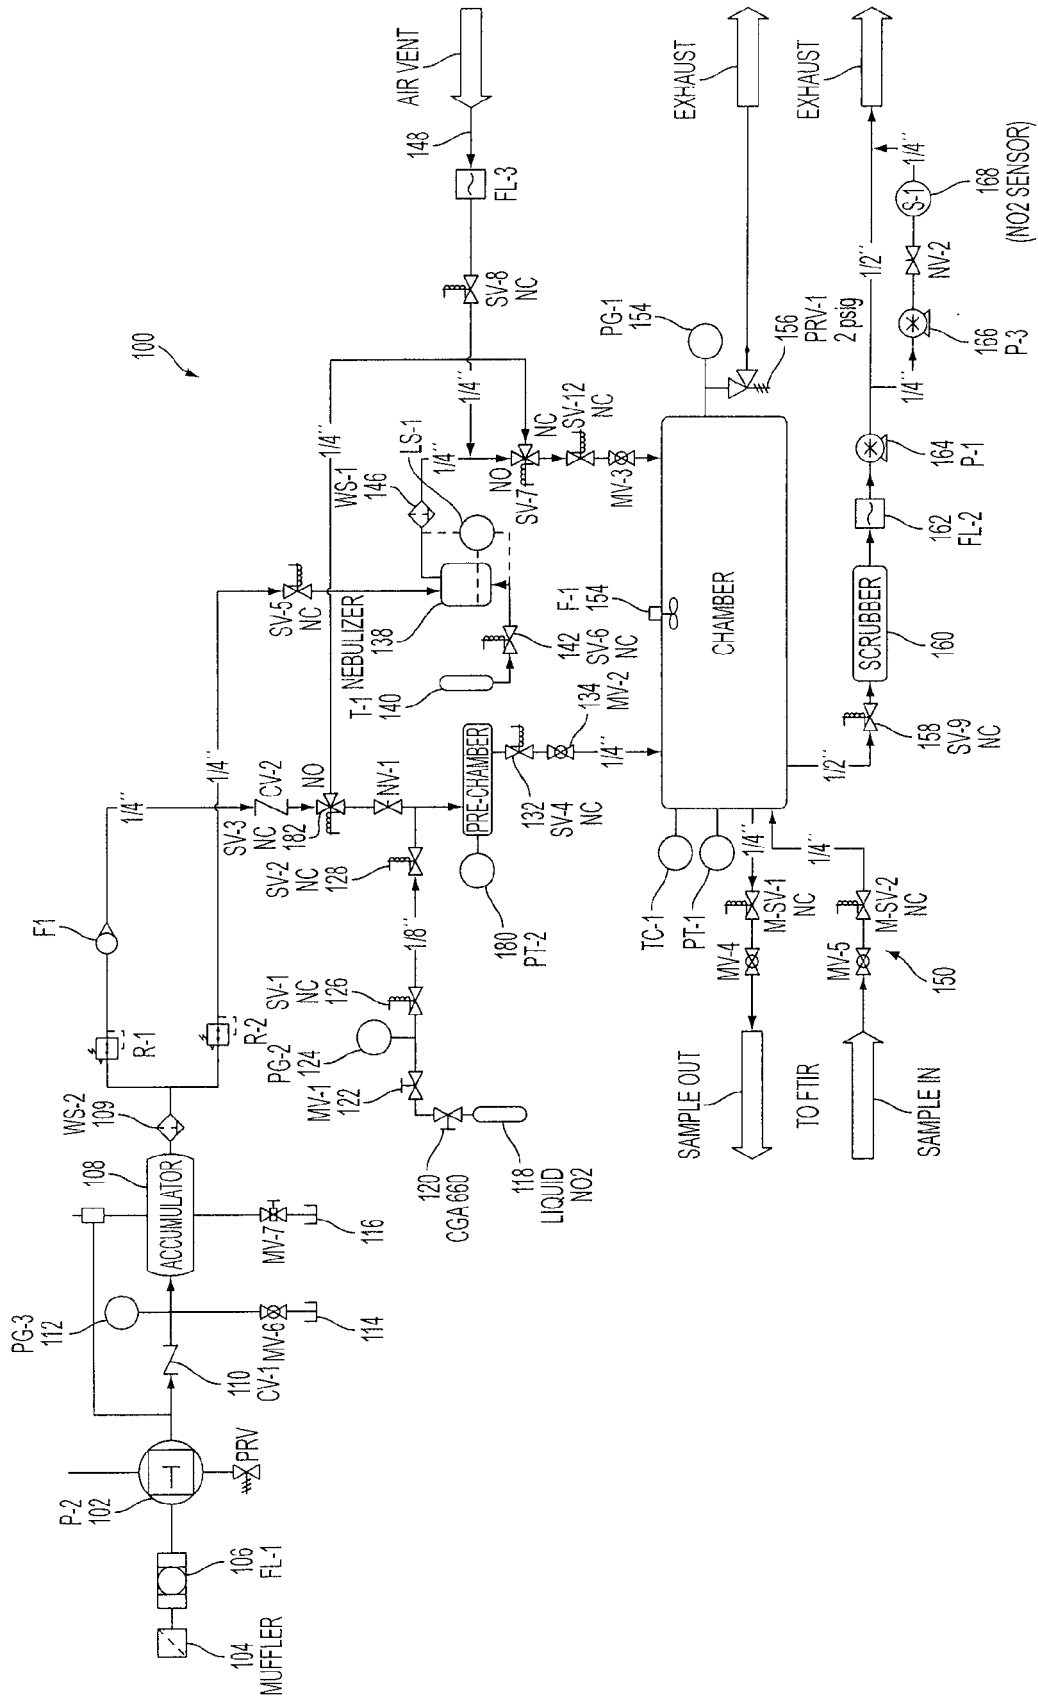 100
P-2
102
104
MUFFLER
106
FL-1
PRV
T
110
CV-1
PG-3
112
MV-6
114
108
ACCUMULATOR
MV-7
116
WS-2
109
R-1
R-2
F1
1/4"
1/4"
SV-3
NC
182
CV-2
NO
NV-1
SV-2
NC
128
1/8"
SV-1
NC
126
PG-2
124
MV-1
122
120
CGA 660
118
LIQUID
NO2
180
PT-2
PRE-CHAMBER
132
SV-4
NC
134
MV-2
1/4"
SV-5
NC
NEBULIZER
138
T-1
140
142
SV-6
NC
WS-1
146
LS-1
1/4"
1/4"
1/4"
NO
SV-7
NC
SV-12
NC
MV-3
SV-8
NC
FL-3
148
AIR VENT
F-1
154
CHAMBER
PG-1
154
156
PRV-1
2 psig
EXHAUST
TC-1
PT-1
1/4"
M-SV-1
NC
MV-4
SAMPLE OUT
TO FTIR
SAMPLE IN
MV-5
M-SV-2
NC
1/4"
150
1/2"
158
SV-9
NC
SCRUBBER
160
162
FL-2
164
P-1
1/2"
1/4"
166
P-3
NV-2
S-1
168
(NO2 SENSOR)
1/4"
EXHAUST